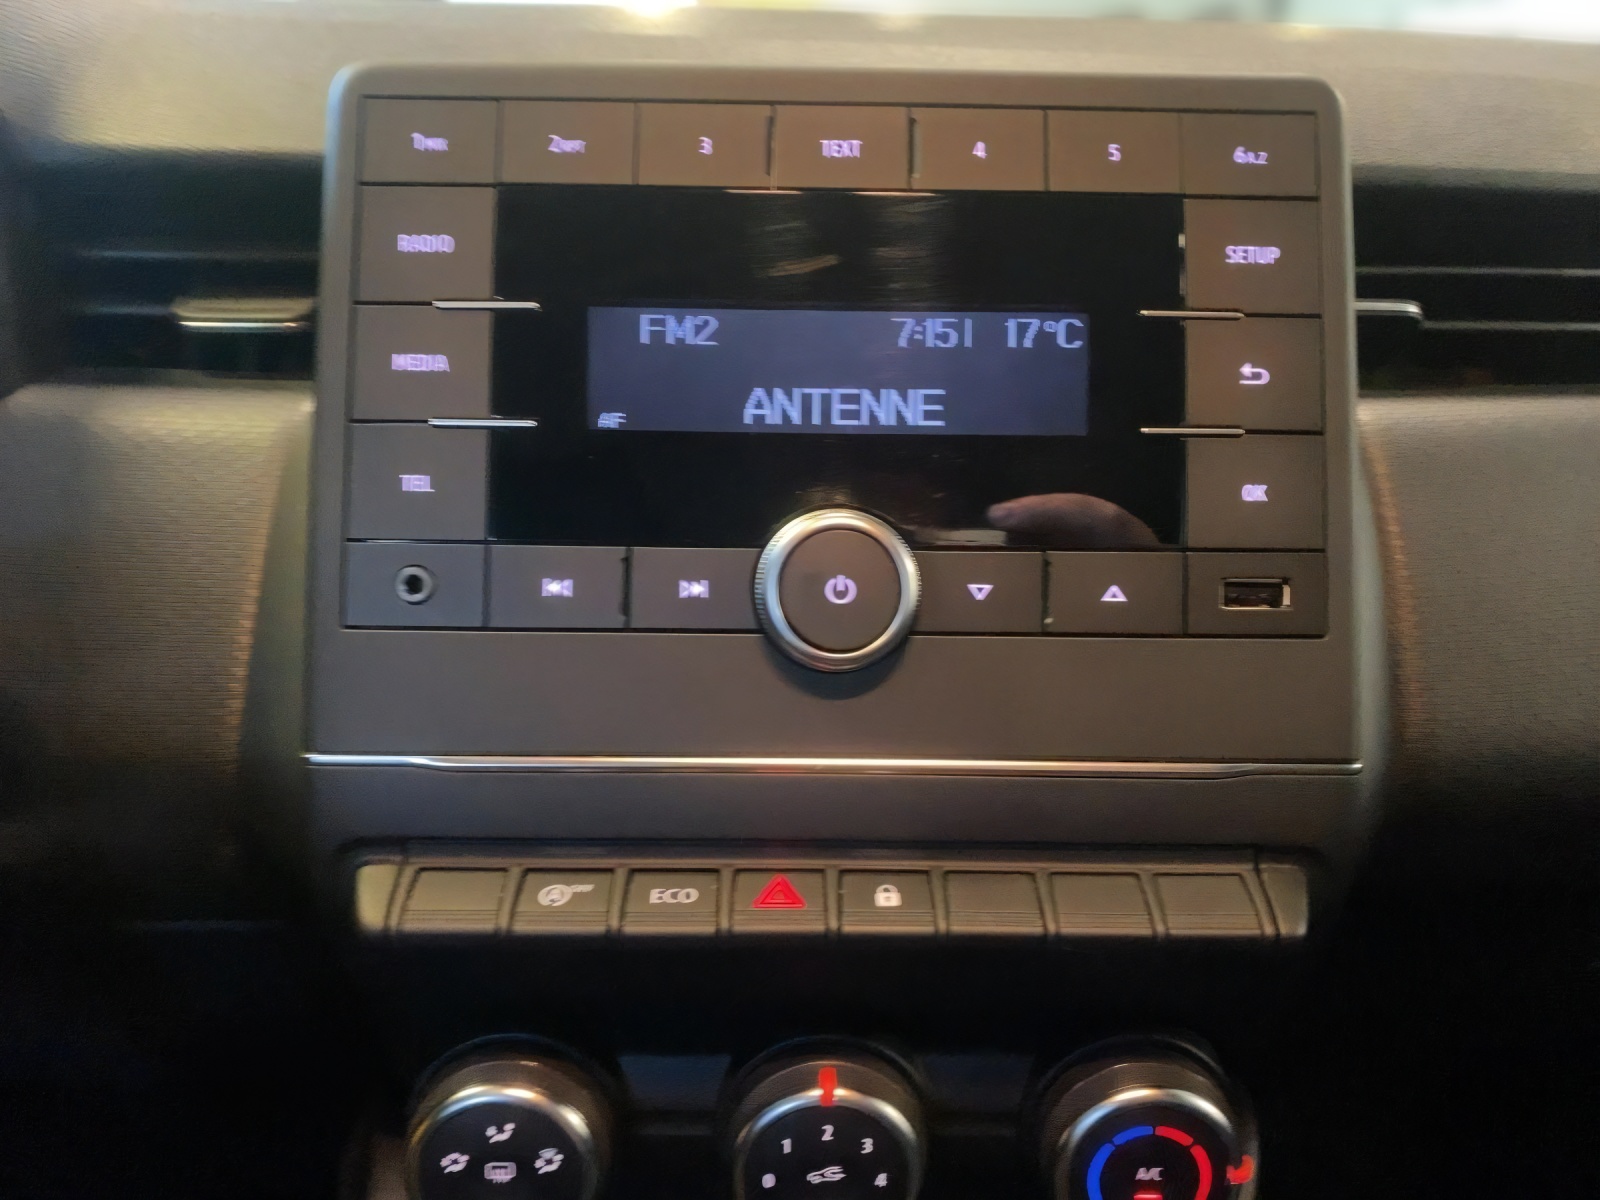 1 2 3 TEXT 4 5 6
RADIO
SETUP
FM2 7:15 17°C
MEDIA
AF ANTENNE
TEL
OK
ECO
1 2 3
0 4
A/C